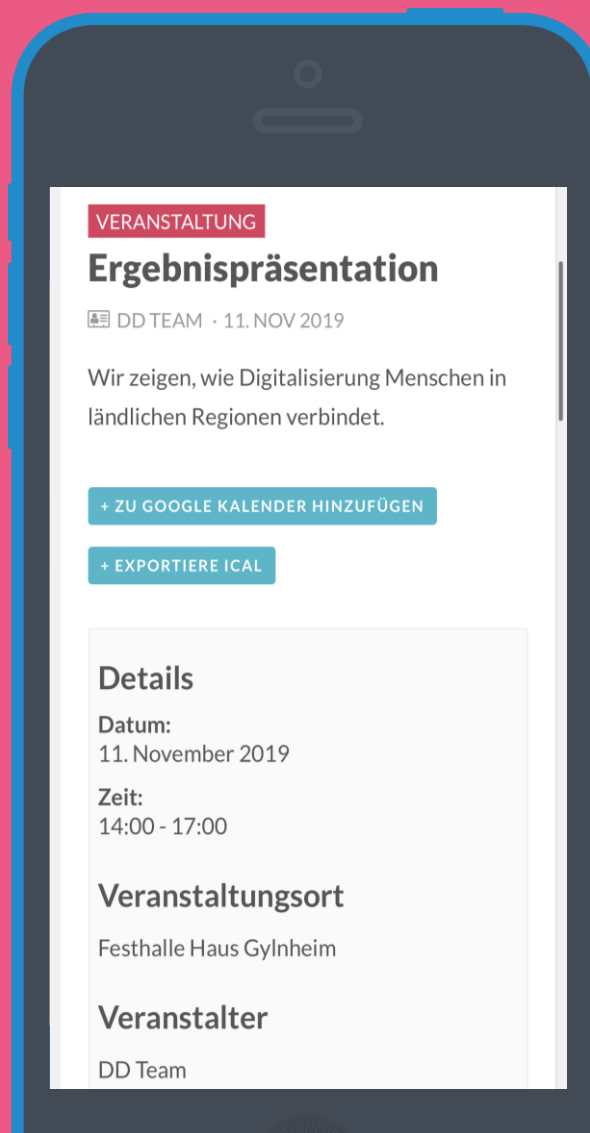 VERANSTALTUNG
Ergebnispräsentation
DD TEAM · 11. NOV 2019
Wir zeigen, wie Digitalisierung Menschen in
ländlichen Regionen verbindet.
+ ZU GOOGLE KALENDER HINZUFÜGEN
+ EXPORTIERE ICAL
Details
Datum:
11. November 2019
Zeit:
14:00 - 17:00
Veranstaltungsort
Festhalle Haus Gylnheim
Veranstalter
DD Team